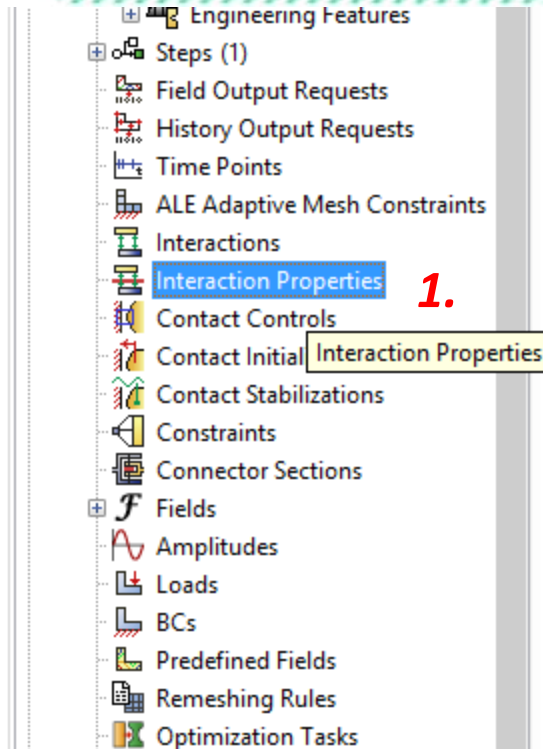 Engineering Features
Steps (1)
Field Output Requests
History Output Requests
Time Points
ALE Adaptive Mesh Constraints
Interactions
Interaction Properties
1.
Contact Controls
Contact Initial
Interaction Properties
Contact Stabilizations
Constraints
Connector Sections
Fields
Amplitudes
Loads
BCs
Predefined Fields
Remeshing Rules
Optimization Tasks